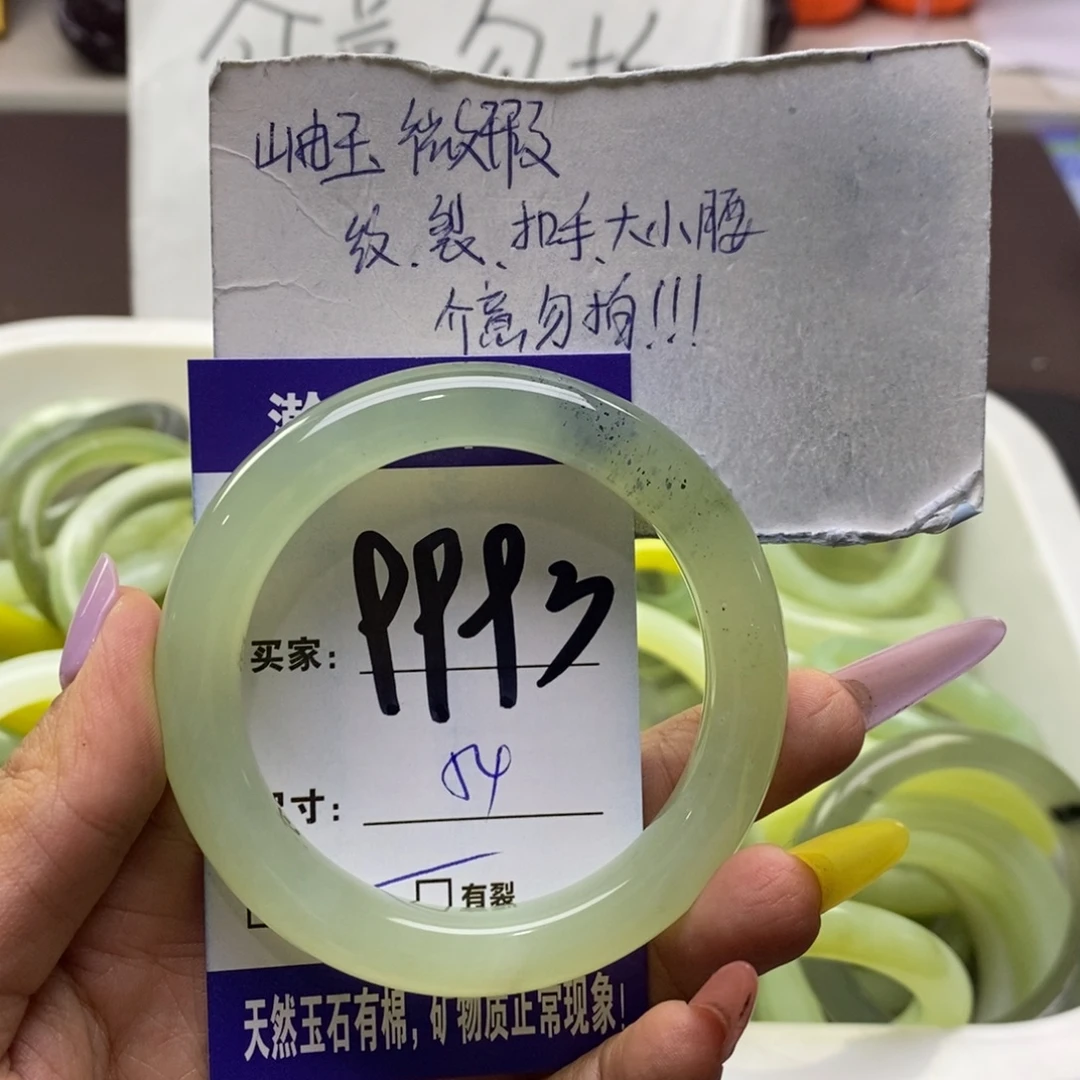 岫玉 微瑕
纹、裂、扣手、大小腰
介意勿拍!!!
买家: 9993
寸: 54
有裂
天然玉石有棉, 矿物质正常现象!